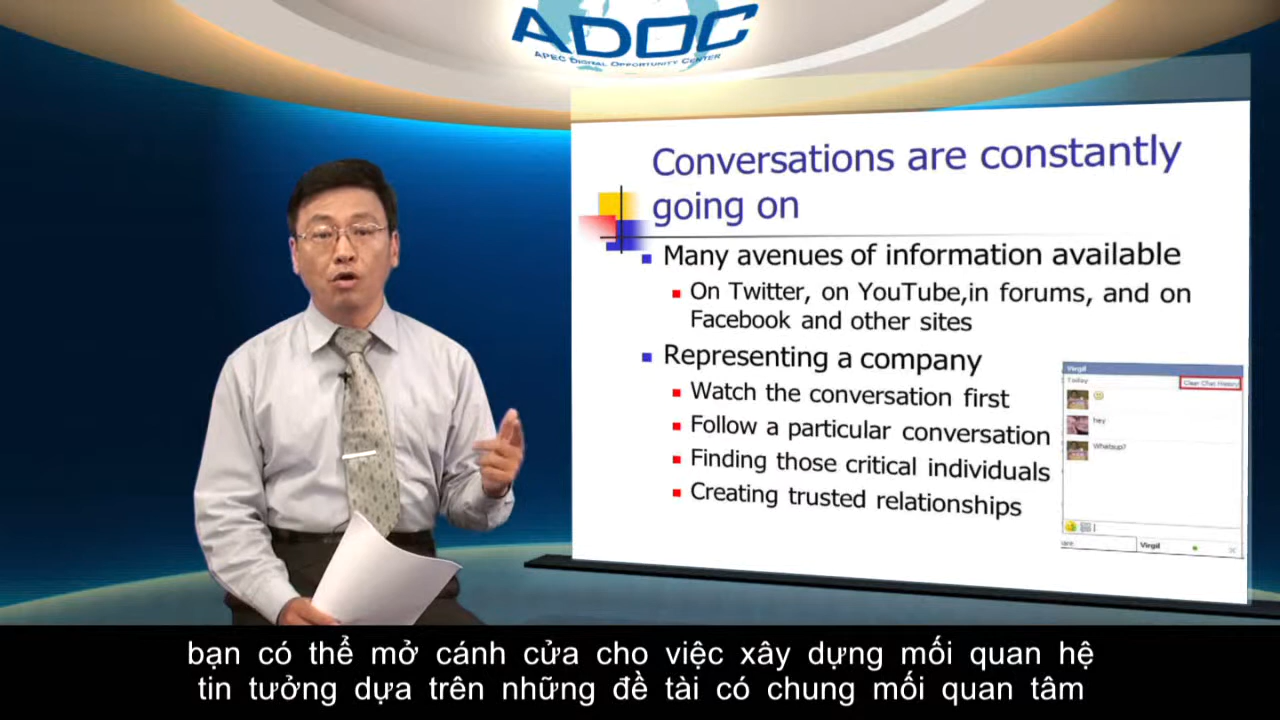 ADOC
APEC DIGITAL OPPORTUNITY CENTER
Conversations are constantly
going on
Many avenues of information available
On Twitter, on YouTube,in forums, and on
Facebook and other sites
Representing a company
Watch the conversation first
Follow a particular conversation
Finding those critical individuals
Creating trusted relationships
Virgil
Today
Clear Chat History
hey
Whatsup?
Virgil
bạn có thể mở cánh cửa cho việc xây dựng mối quan hệ
tin tưởng dựa trên những đề tài có chung mối quan tâm